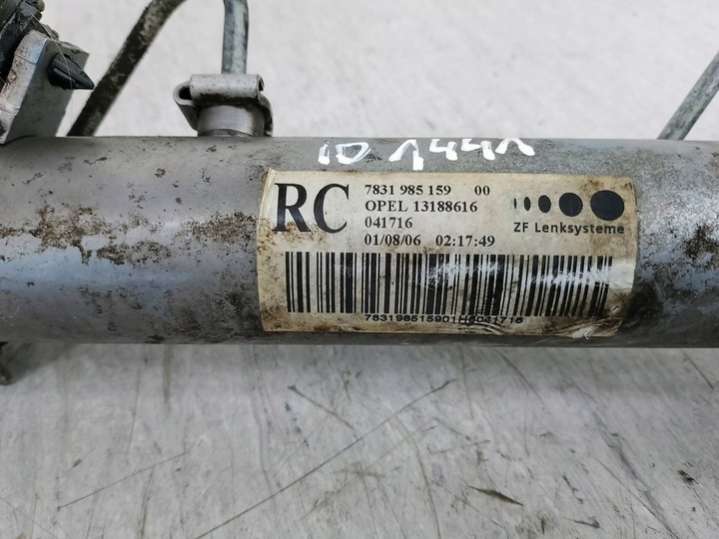 ID 1441
RC
7831 985 159 00
OPEL 13188616
041716
01/08/06 02:17:49
ZF Lenksysteme